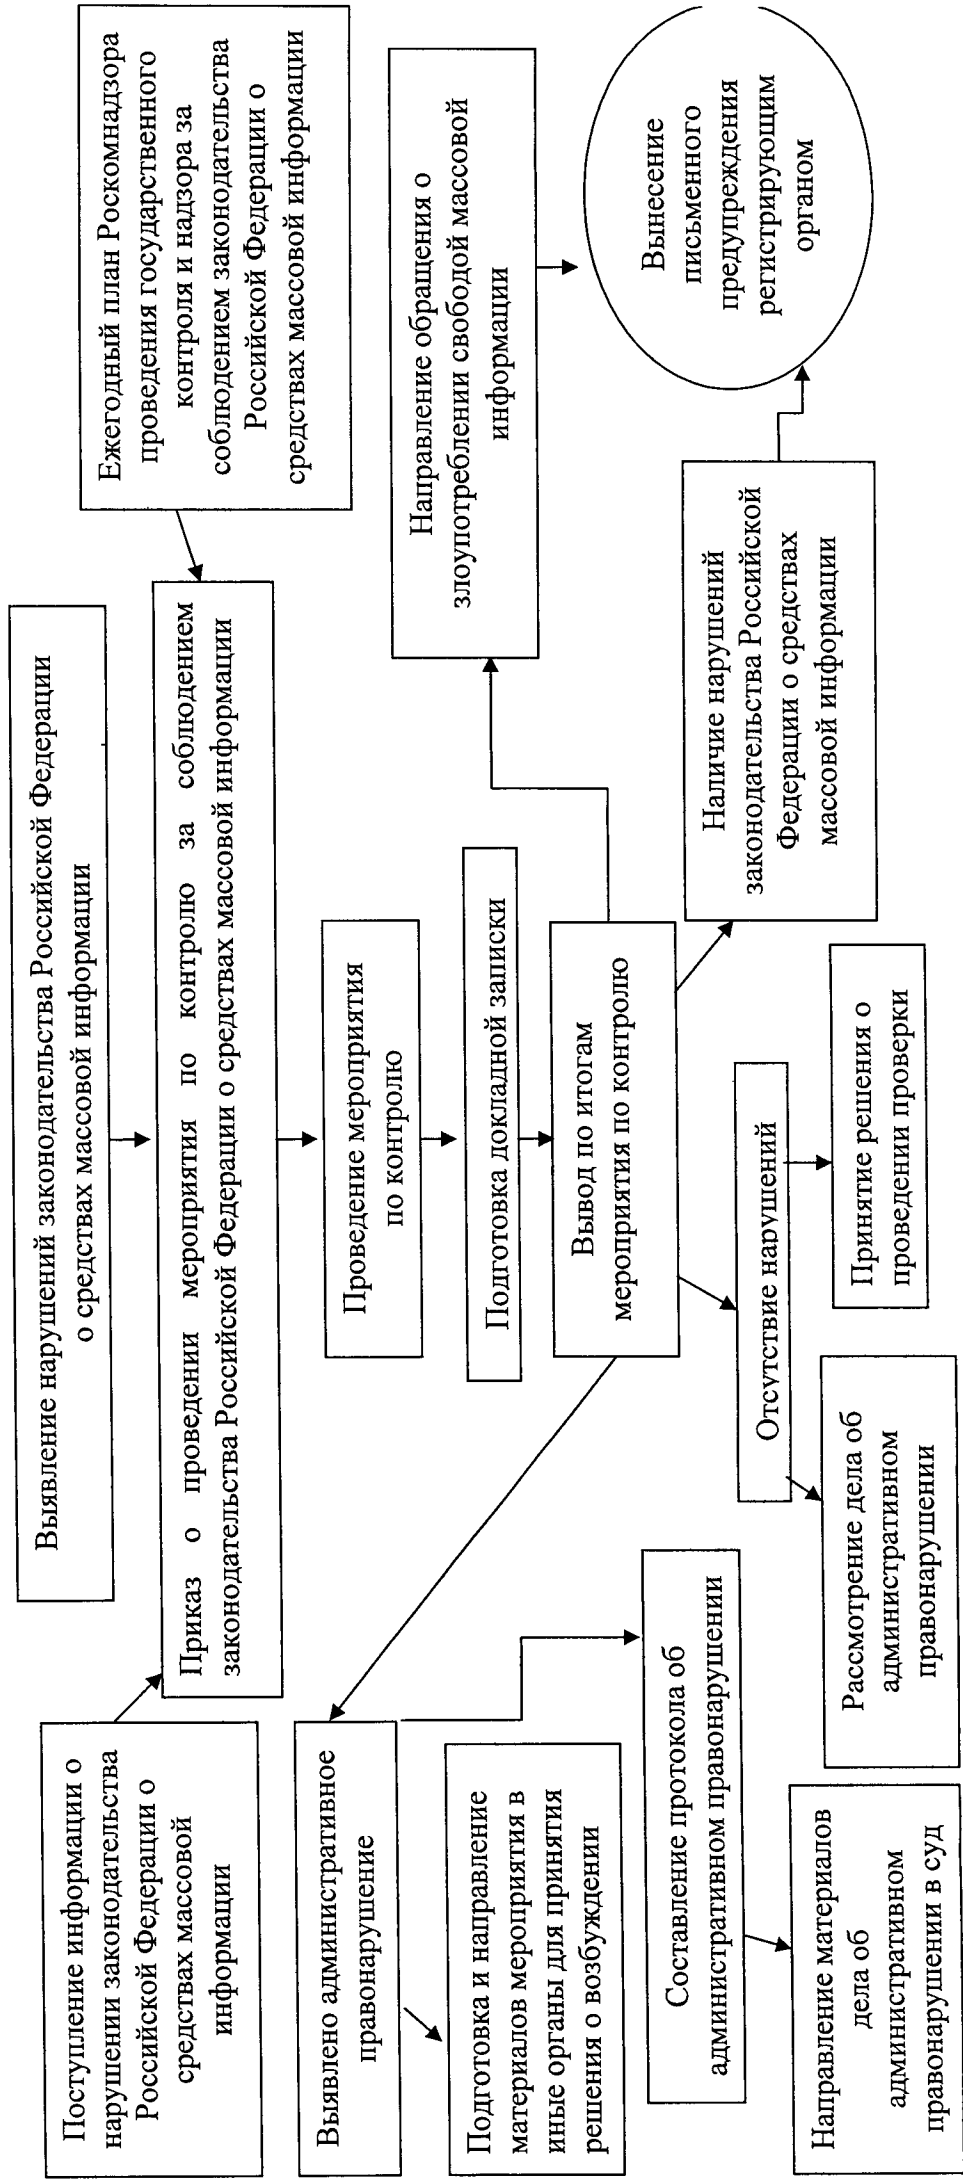 Выявление нарушений законодательства Российской Федерации
о средствах массовой информации
Поступление информации о
нарушении законодательства
Российской Федерации о
средствах массовой
информации
Приказ о проведении мероприятия по контролю за соблюдением
законодательства Российской Федерации о средствах массовой информации
Ежегодный план Роскомнадзора
проведения государственного
контроля и надзора за
соблюдением законодательства
Российской Федерации о
средствах массовой информации
Проведение мероприятия
по контролю
Подготовка докладной записки
Вывод по итогам
мероприятия по контролю
Выявлено административное
правонарушение
Направление обращения о
злоупотреблении свободой массовой
информации
Подготовка и направление
материалов мероприятия в
иные органы для принятия
решения о возбуждении
Составление протокола об
административном правонарушении
Отсутствие нарушений
Наличие нарушений
законодательства Российской
Федерации о средствах
массовой информации
Вынесение
письменного
предупреждения
регистрирующим
органом
Направление материалов
дела об
административном
правонарушении в суд
Рассмотрение дела об
административном
правонарушении
Принятие решения о
проведении проверки